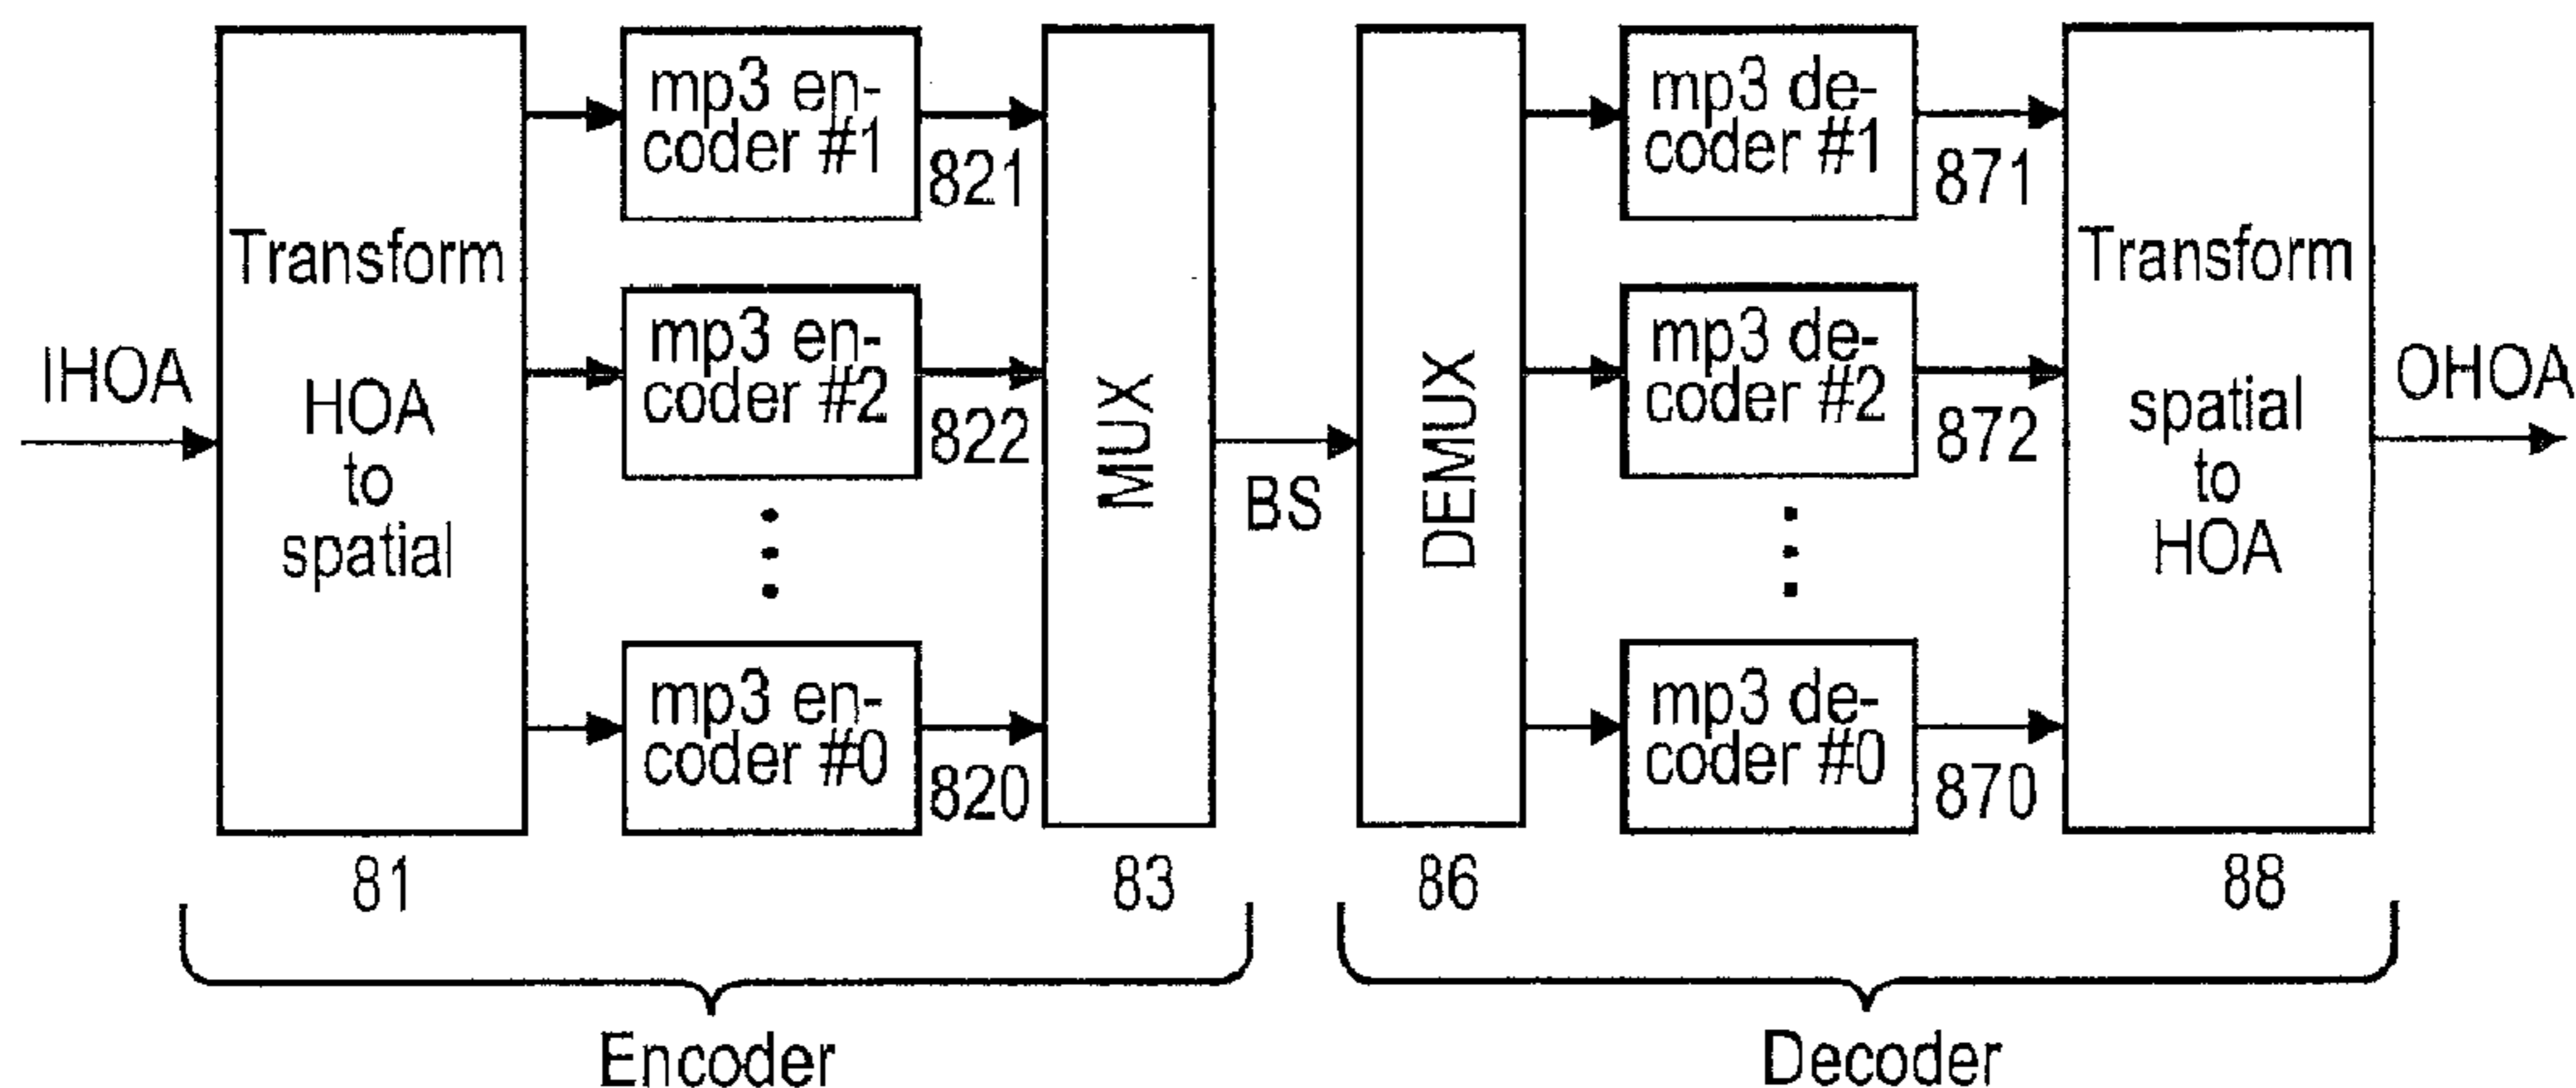 IHOA
Transform
HOA
to
spatial
81
mp3 en-
coder #1
821
mp3 en-
coder #2
822
mp3 en-
coder #0
820
MUX
83
BS
DEMUX
86
mp3 de-
coder #1
871
mp3 de-
coder #2
872
mp3 de-
coder #0
870
Transform
spatial
to
HOA
88
OHOA
Encoder
Decoder